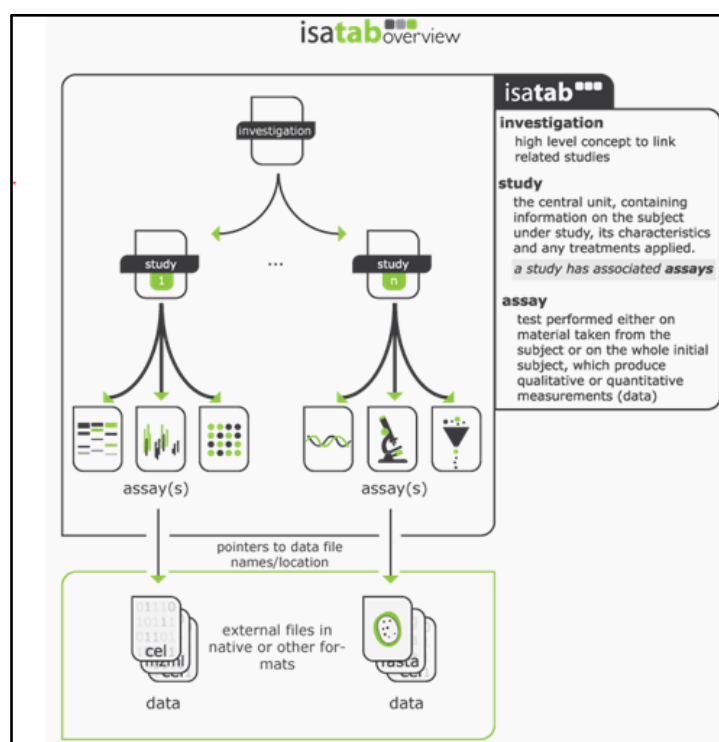 isatab overview
isatab
investigation
investigation
high level concept to link
related studies
study
the central unit, containing
information on the subject
under study, its characteristics
and any treatments applied.
a study has associated assays
assay
test performed either on
material taken from the
subject or on the whole initial
subject, which produce
qualitative or quantitative
measurements (data)
study
1
...
study
n
assay(s)
assay(s)
pointers to data file
names/location
external files in
native or other for-
mats
01110
cel
data
fasta
data